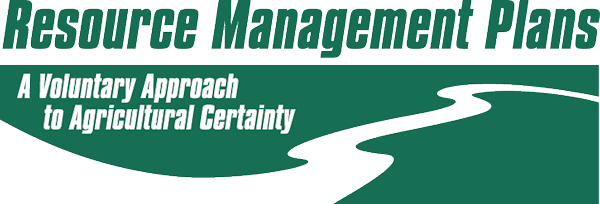 Resource Management Plans
A Voluntary Approach
to Agricultural Certainty